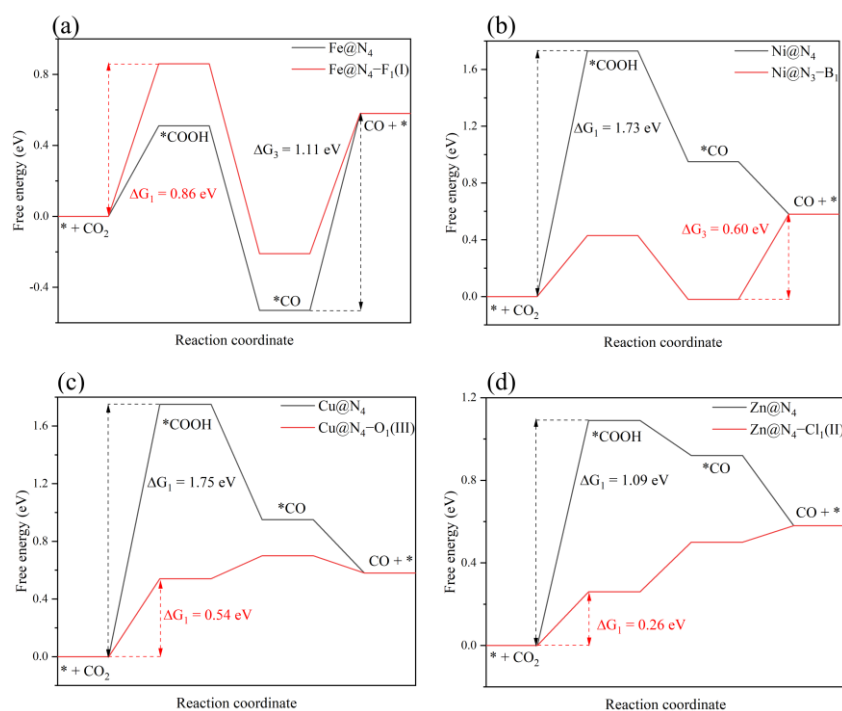 (a)
Fe@N₄
Fe@N₄−F₁(I)
0.8
0.4
0.0
-0.4
Free energy (eV)
*COOH
ΔG₃ = 1.11 eV
CO + *
ΔG₁ = 0.86 eV
* + CO₂
*CO
Reaction coordinate
(b)
Ni@N₄
Ni@N₃−B₁
1.6
1.2
0.8
0.4
0.0
Free energy (eV)
*COOH
ΔG₁ = 1.73 eV
*CO
CO + *
ΔG₃ = 0.60 eV
* + CO₂
Reaction coordinate
(c)
Cu@N₄
Cu@N₄−O₁(III)
1.6
1.2
0.8
0.4
0.0
Free energy (eV)
*COOH
ΔG₁ = 1.75 eV
*CO
CO + *
ΔG₁ = 0.54 eV
* + CO₂
Reaction coordinate
(d)
Zn@N₄
Zn@N₄−Cl₁(II)
1.2
0.9
0.6
0.3
0.0
Free energy (eV)
*COOH
*CO
ΔG₁ = 1.09 eV
CO + *
ΔG₁ = 0.26 eV
* + CO₂
Reaction coordinate